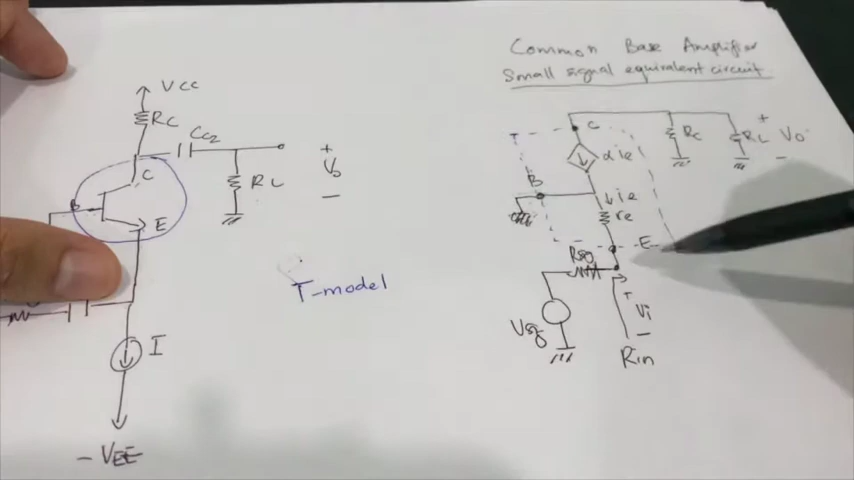 Common Base Amplifier
Small signal equivalent circuit
VCC
RC
CC2
C
B
E
RL
+
Vo
−
I
−VEE
T-model
C
αie
B
ie
re
E
RC
RL
+
Vo
−
Rsig
Vsig
+
Vi
−
Rin